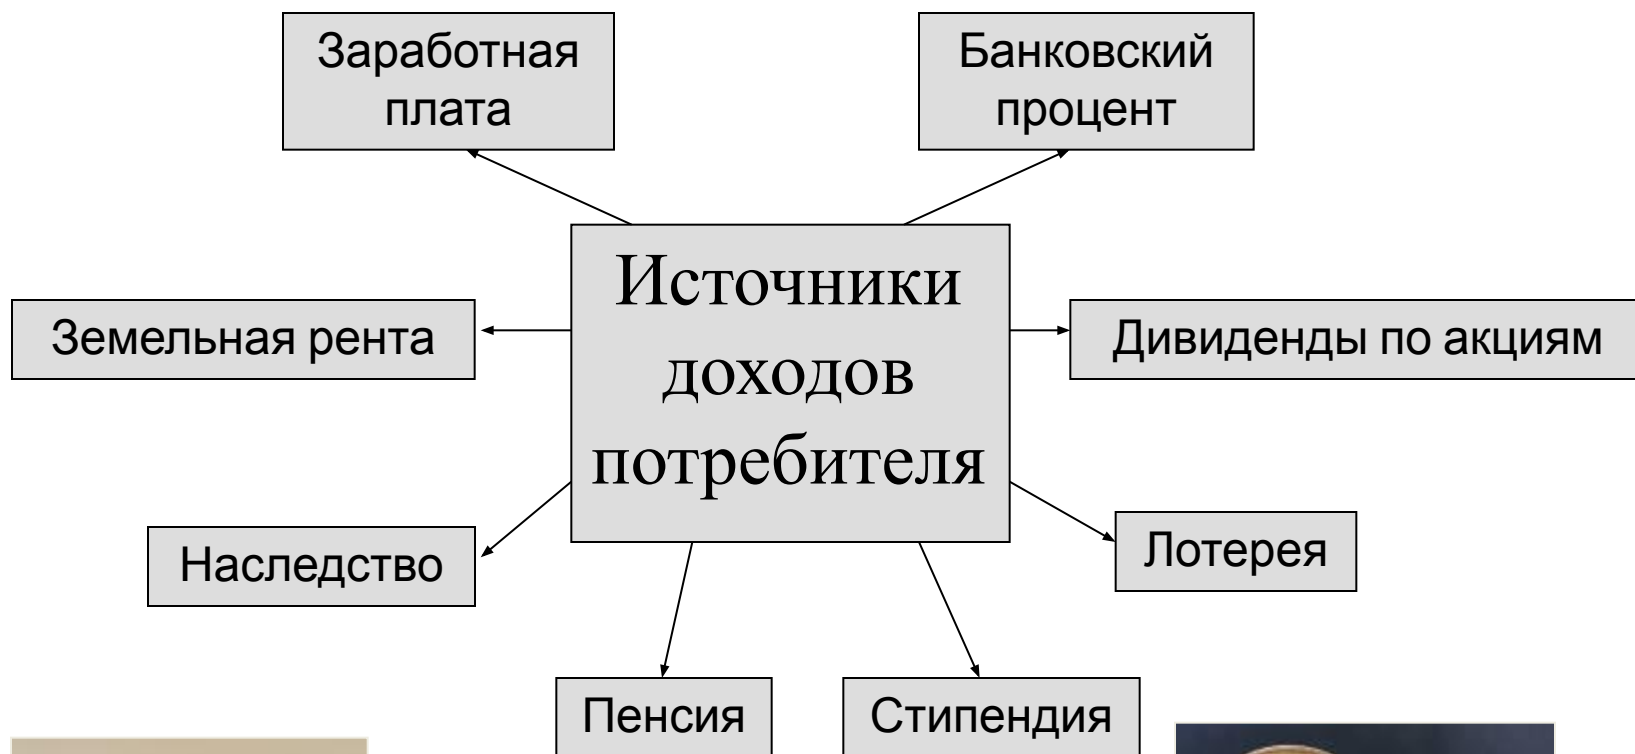 Заработная
плата
Банковский
процент
Источники
доходов
потребителя
Земельная рента
Дивиденды по акциям
Наследство
Лотерея
Пенсия
Стипендия